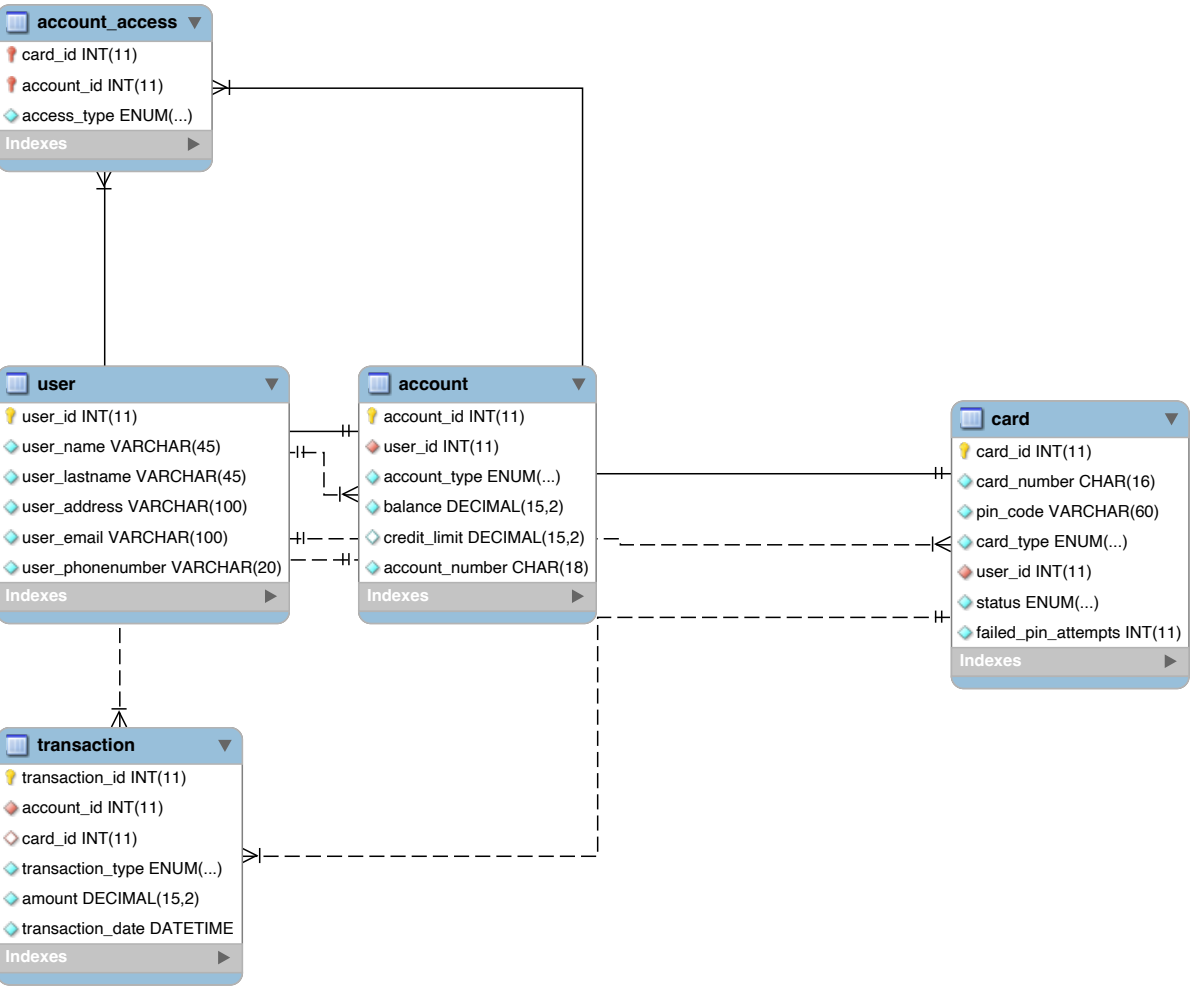 account_access
card_id INT(11)
account_id INT(11)
access_type ENUM(...)
Indexes
user
user_id INT(11)
user_name VARCHAR(45)
user_lastname VARCHAR(45)
user_address VARCHAR(100)
user_email VARCHAR(100)
user_phonenumber VARCHAR(20)
Indexes
account
account_id INT(11)
user_id INT(11)
account_type ENUM(...)
balance DECIMAL(15,2)
credit_limit DECIMAL(15,2)
account_number CHAR(18)
Indexes
card
card_id INT(11)
card_number CHAR(16)
pin_code VARCHAR(60)
card_type ENUM(...)
user_id INT(11)
status ENUM(...)
failed_pin_attempts INT(11)
Indexes
transaction
transaction_id INT(11)
account_id INT(11)
card_id INT(11)
transaction_type ENUM(...)
amount DECIMAL(15,2)
transaction_date DATETIME
Indexes